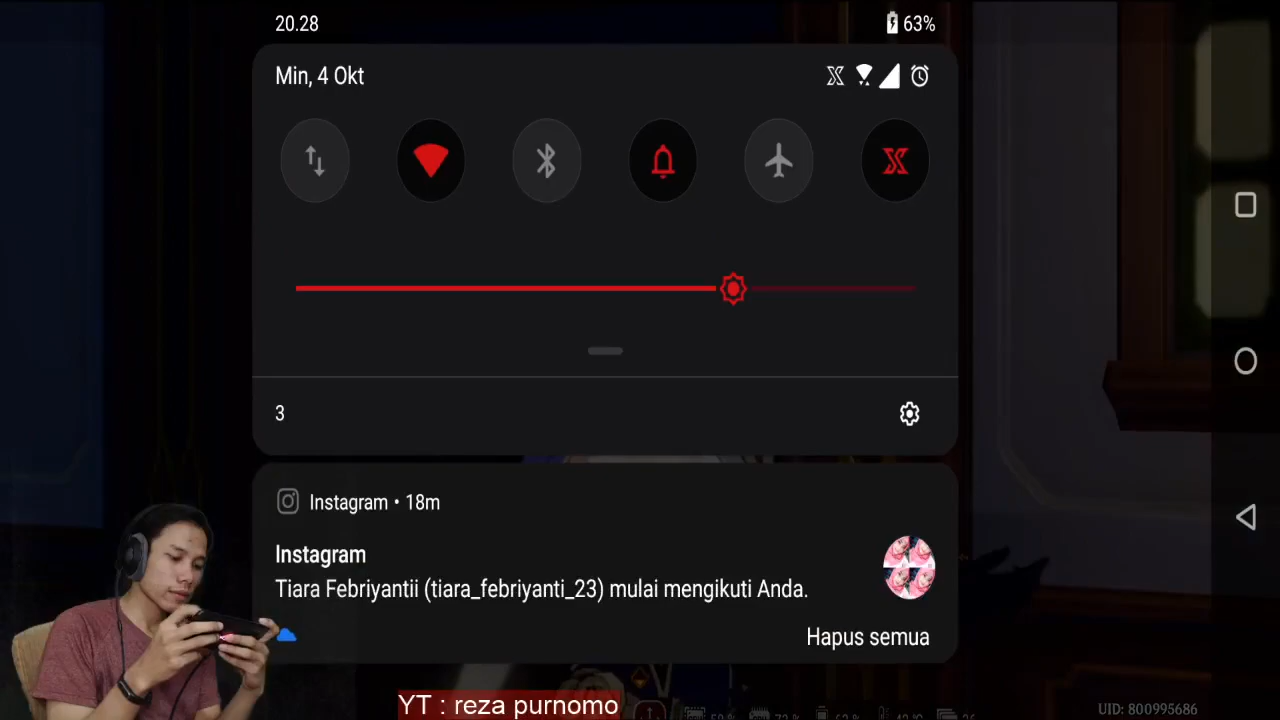 20.28
63%
Min, 4 Okt
3
Instagram • 18m
Instagram
Tiara Febriyantii (tiara_febriyanti_23) mulai mengikuti Anda.
Hapus semua
YT : reza purnomo
UID: 800995686